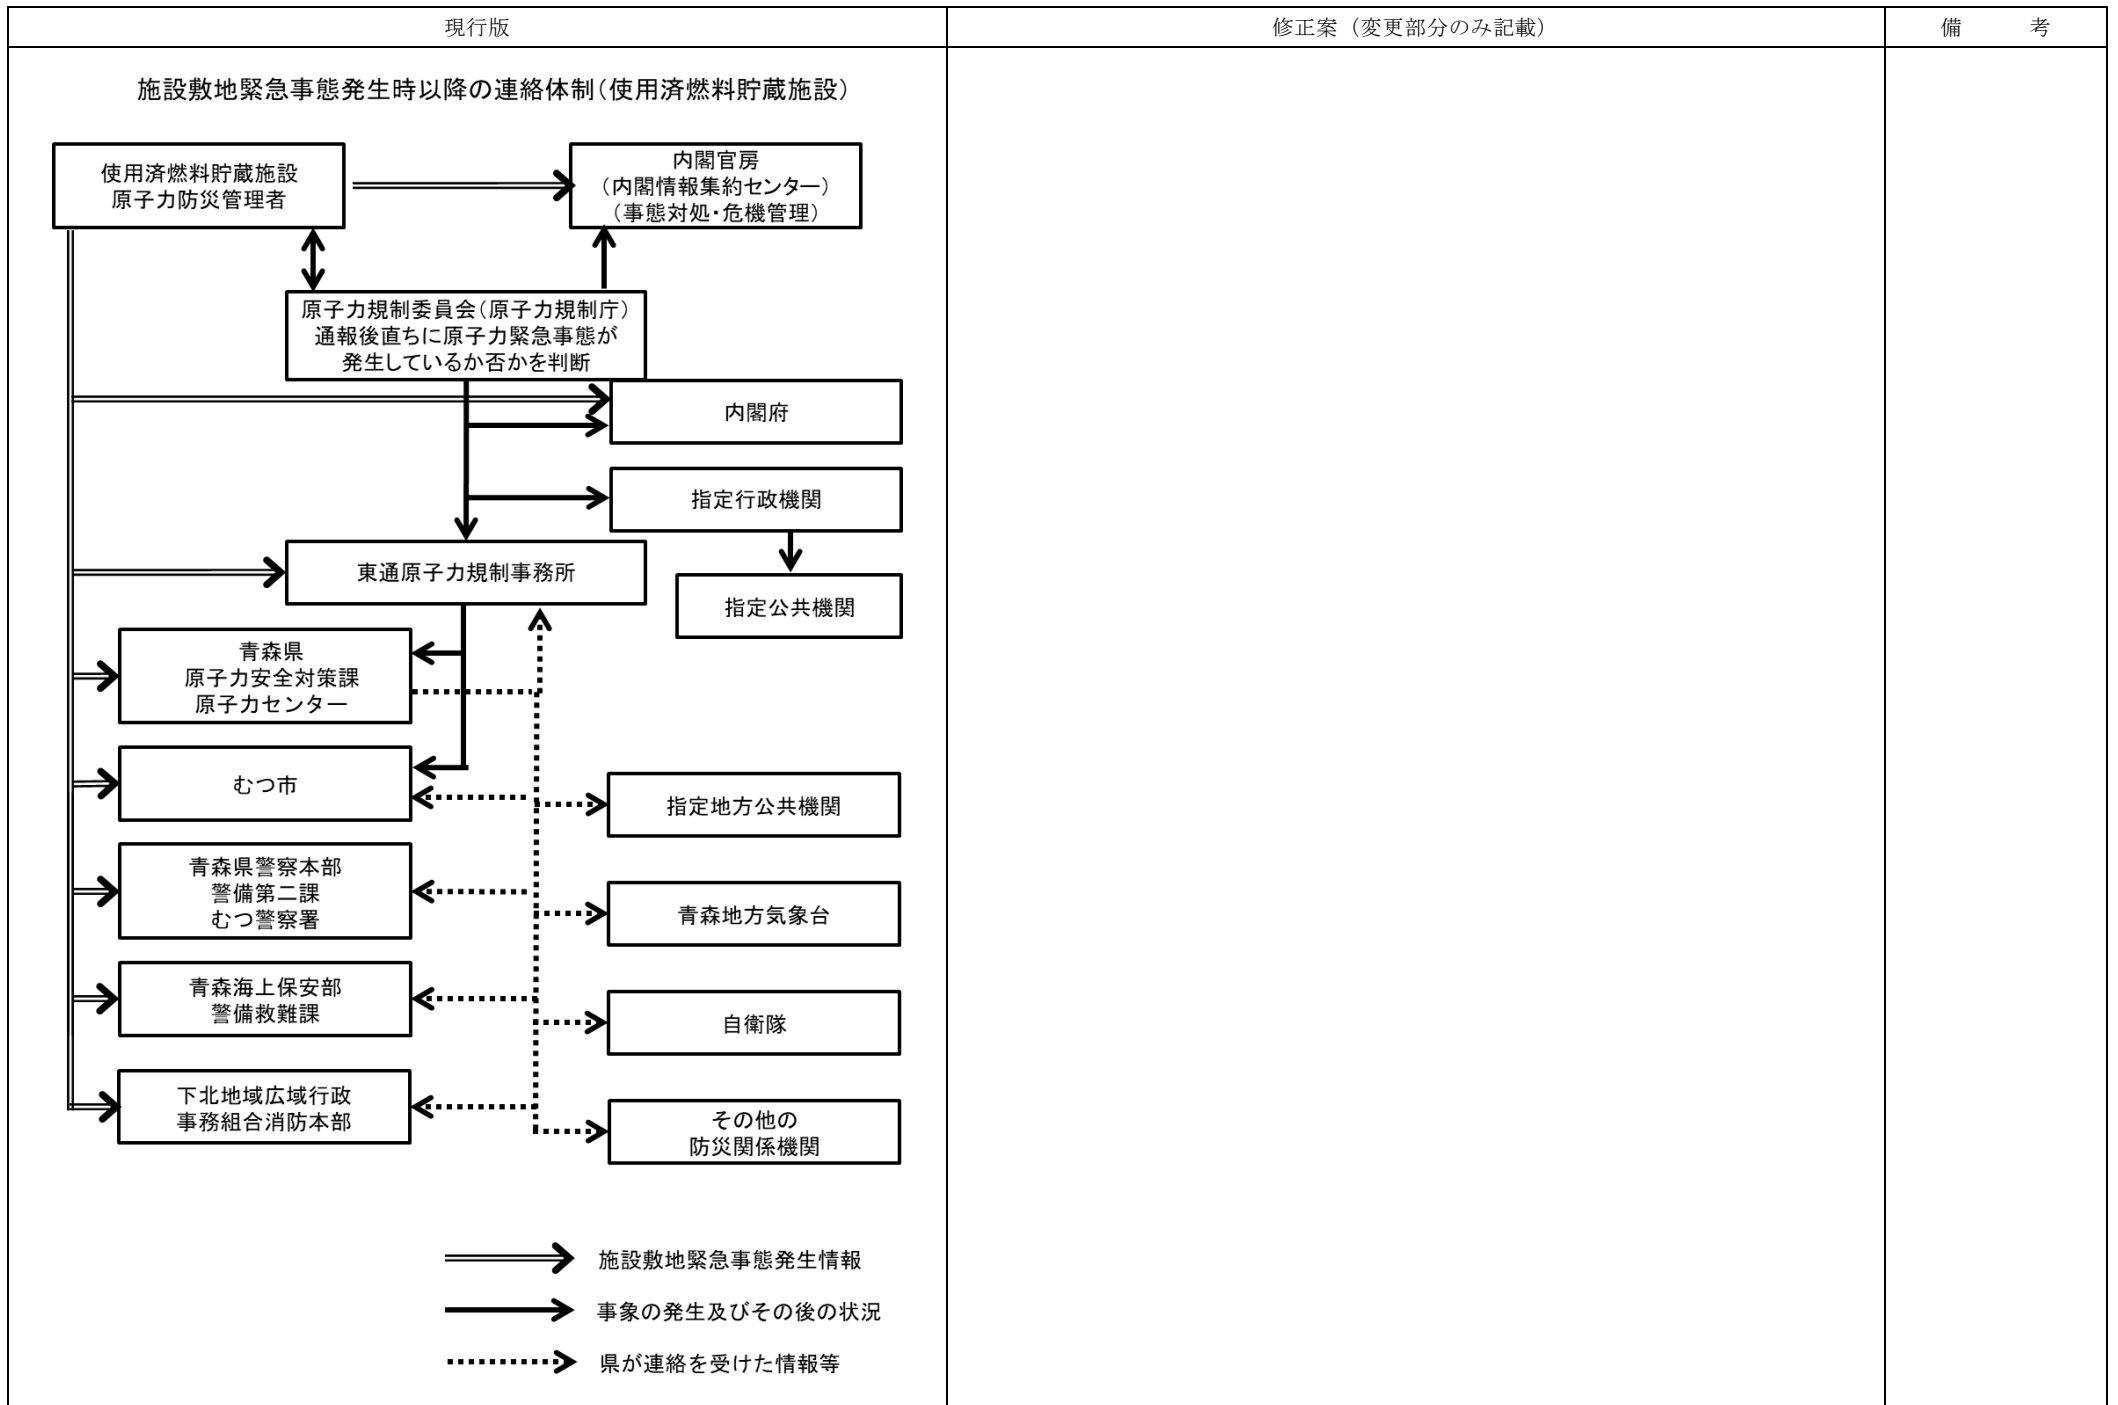 現行版
修正案（変更部分のみ記載）
備　　　考
施設敷地緊急事態発生時以降の連絡体制（使用済燃料貯蔵施設）
使用済燃料貯蔵施設
原子力防災管理者
内閣官房
（内閣情報集約センター）
（事態対処・危機管理）
原子力規制委員会（原子力規制庁）
通報後直ちに原子力緊急事態が
発生しているか否かを判断
内閣府
指定行政機関
東通原子力規制事務所
指定公共機関
青森県
原子力安全対策課
原子力センター
むつ市
指定地方公共機関
青森県警察本部
警備第二課
むつ警察署
青森地方気象台
青森海上保安部
警備救難課
自衛隊
下北地域広域行政
事務組合消防本部
その他の
防災関係機関
施設敷地緊急事態発生情報
事象の発生及びその後の状況
県が連絡を受けた情報等